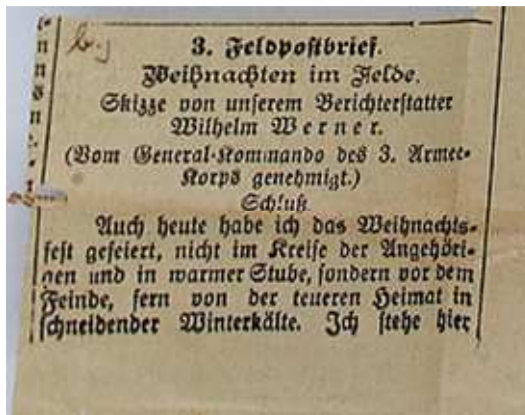 b.)
3. Feldpostbrief.
Weihnachten im Felde.
Skizze von unserem Berichterstatter
Wilhelm Werner.
(Vom General-Kommando des 3. Armee-
Korps genehmigt.)
Schluß
Auch heute habe ich das Weihnachts-
fest gefeiert, nicht im Kreise der Angehöri-
gen und in warmer Stube, sondern vor dem
Feinde, fern von der teueren Heimat in
schneidender Winterkälte. Ich stehe hier